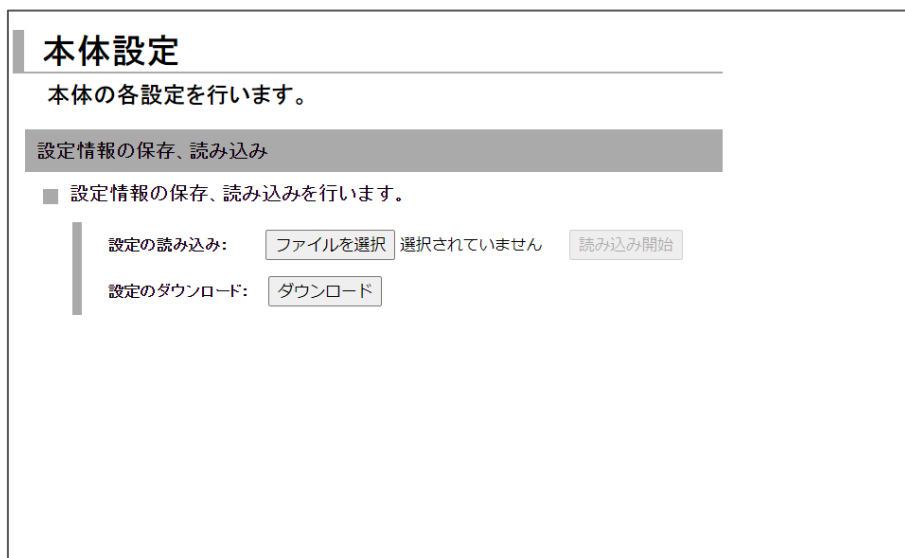 本体設定
本体の各設定を行います。
設定情報の保存、読み込み
設定情報の保存、読み込みを行います。
設定の読み込み: ファイルを選択 選択されていません 読み込み開始
設定のダウンロード: ダウンロード